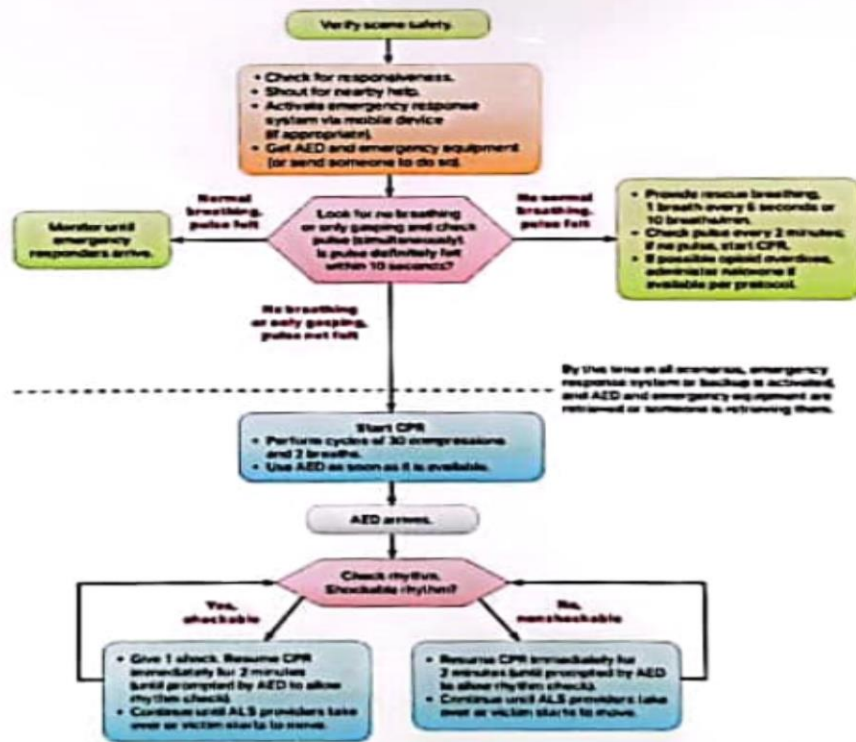 Verify scene safety.
• Check for responsiveness.
• Shout for nearby help.
• Activate emergency response
system via mobile device
(if appropriate).
• Get AED and emergency equipment
(or send someone to do so).
Normal
breathing,
pulse felt
Look for no breathing
or only gasping and check
pulse (simultaneously).
Is pulse definitely felt
within 10 seconds?
No normal
breathing,
pulse felt
Monitor until
emergency
responders arrive.
• Provide rescue breathing,
1 breath every 6 seconds or
10 breaths/min.
• Check pulse every 2 minutes;
if no pulse, start CPR.
• If possible opioid overdose,
administer naloxone if
available per protocol.
No breathing
or only gasping,
pulse not felt
By this time in all scenarios, emergency
response system or backup is activated,
and AED and emergency equipment are
retrieved or someone is retrieving them.
Start CPR
• Perform cycles of 30 compressions
and 2 breaths.
• Use AED as soon as it is available.
AED arrives.
Check rhythm.
Shockable rhythm?
Yes,
shockable
No,
nonshockable
• Give 1 shock. Resume CPR
immediately for 2 minutes
(until prompted by AED to allow
rhythm check).
• Continue until ALS providers take
over or victim starts to move.
• Resume CPR immediately for
2 minutes (until prompted by AED
to allow rhythm check).
• Continue until ALS providers take
over or victim starts to move.